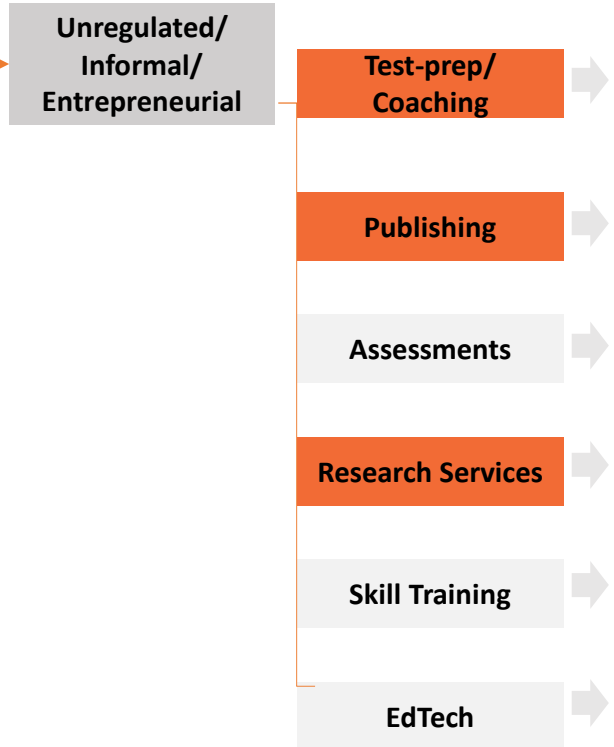 Unregulated/
Informal/
Entrepreneurial
Test-prep/
Coaching
Publishing
Assessments
Research Services
Skill Training
EdTech